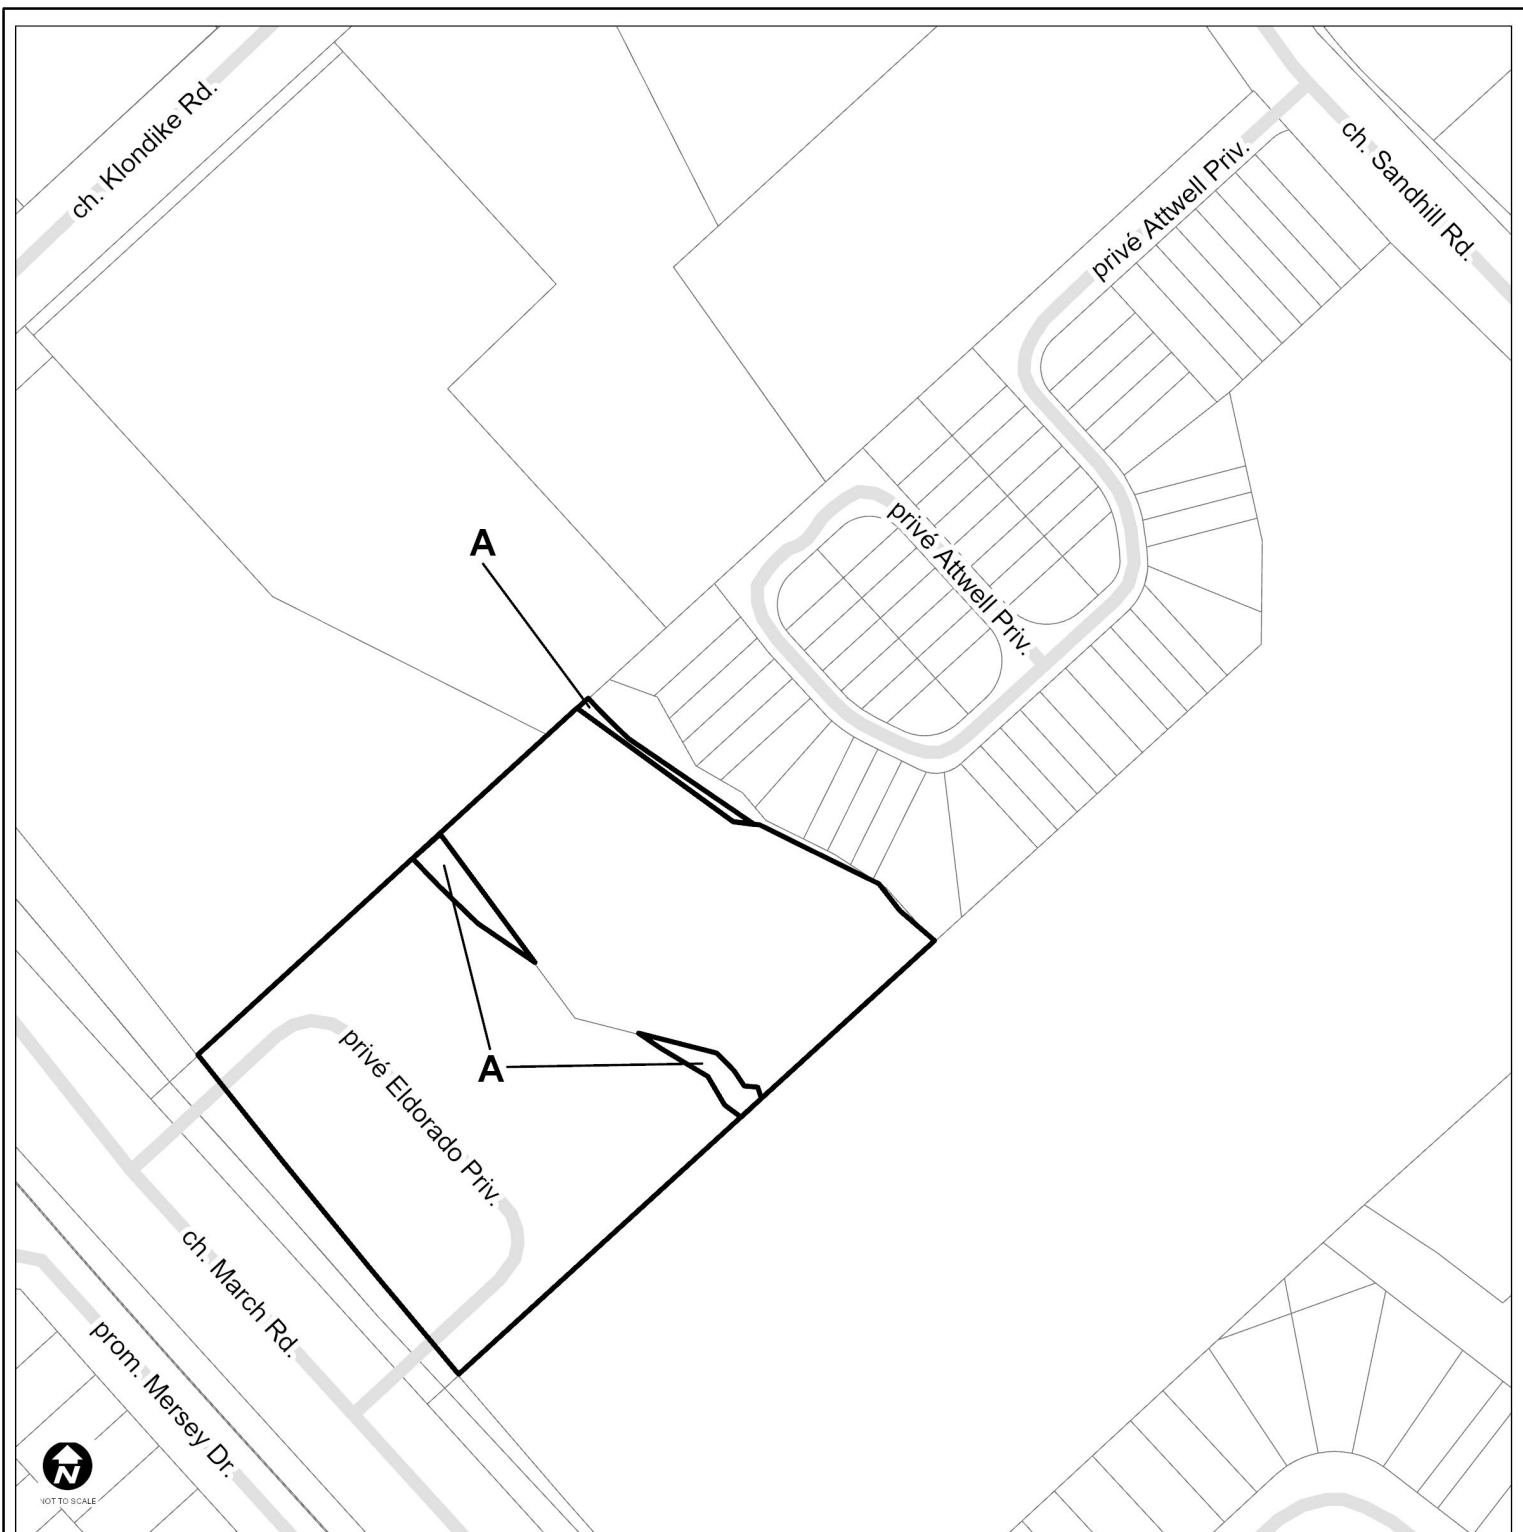 ch. Klondike Rd.
ch. Sandhill Rd.
privé Attwell Priv.
privé Attwell Priv.
A
A
privé Eldorado Priv.
ch. March Rd.
prom. Mersey Dr.
N
NOT TO SCALE